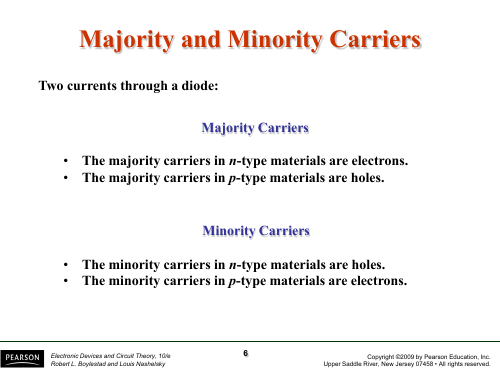 Majority and Minority Carriers
Two currents through a diode:
Majority Carriers
• The majority carriers in n-type materials are electrons.
• The majority carriers in p-type materials are holes.
Minority Carriers
• The minority carriers in n-type materials are holes.
• The minority carriers in p-type materials are electrons.
PEARSON
Electronic Devices and Circuit Theory, 10/e
Robert L. Boylestad and Louis Nashelsky
6
Copyright ©2009 by Pearson Education, Inc.
Upper Saddle River, New Jersey 07458 • All rights reserved.